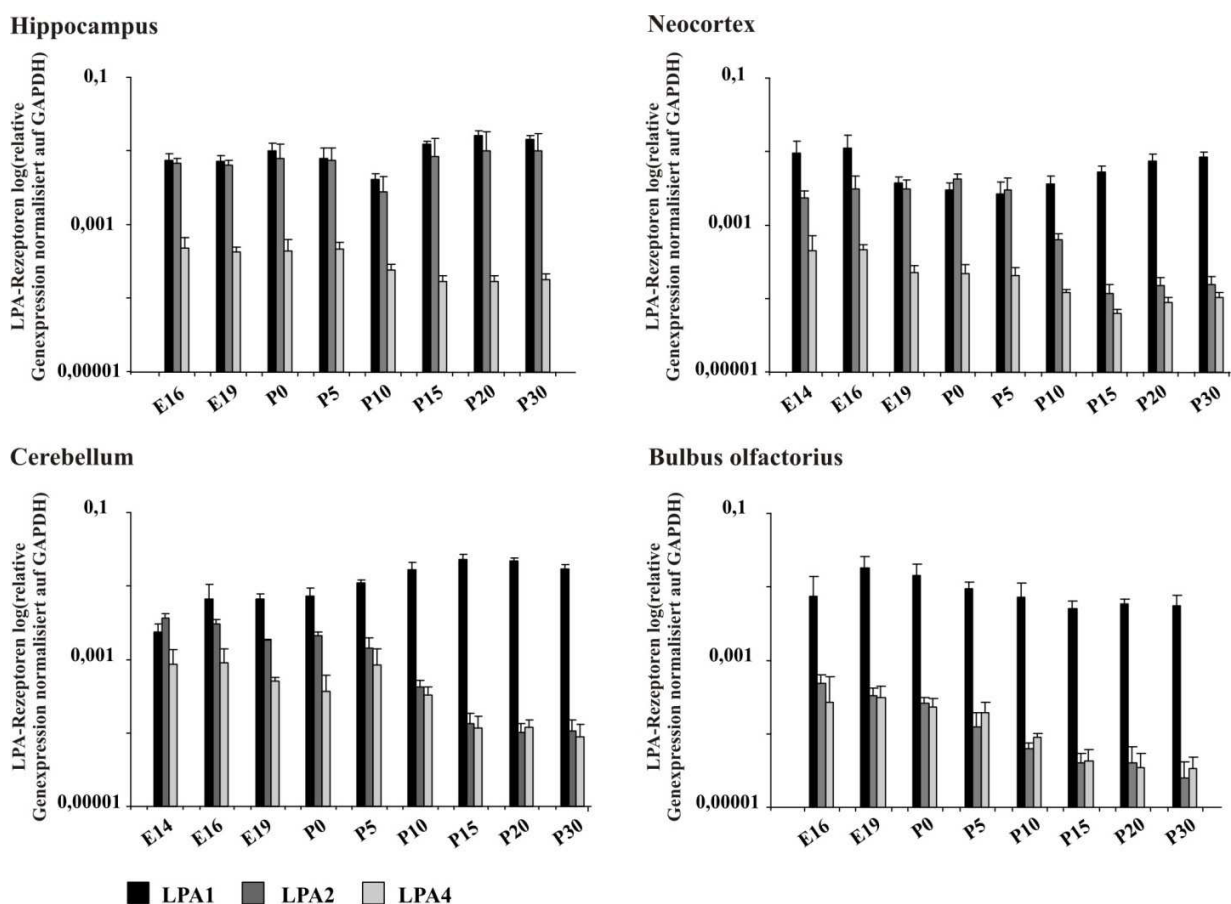 Hippocampus
LPA-Rezeptoren log(relative
Genexpression normalisiert auf GAPDH)
0,1
0,001
0,00001
E16 E19 P0 P5 P10 P15 P20 P30
Neocortex
LPA-Rezeptoren log(relative
Genexpression normalisiert auf GAPDH)
0,1
0,001
0,00001
E14 E16 E19 P0 P5 P10 P15 P20 P30
Cerebellum
LPA-Rezeptoren log(relative
Genexpression normalisiert auf GAPDH)
0,1
0,001
0,00001
E14 E16 E19 P0 P5 P10 P15 P20 P30
Bulbus olfactorius
LPA-Rezeptoren log(relative
Genexpression normalisiert auf GAPDH)
0,1
0,001
0,00001
E16 E19 P0 P5 P10 P15 P20 P30
LPA1 LPA2 LPA4